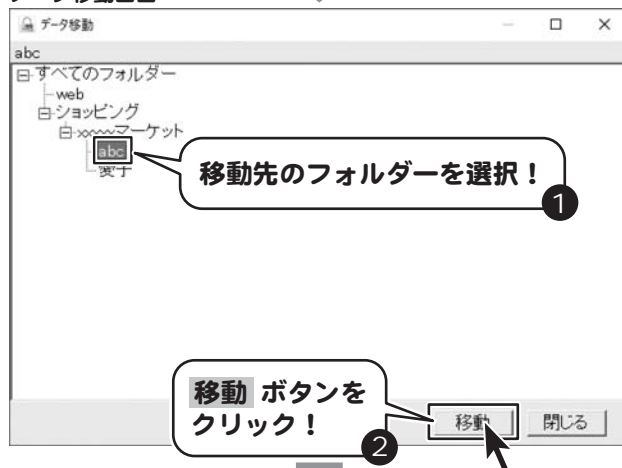 データ移動
abc
すべてのフォルダー
web
ショッピング
マーケット
abc
愛子
移動先のフォルダーを選択！
1
移動 ボタンを
クリック！
2
移動
閉じる